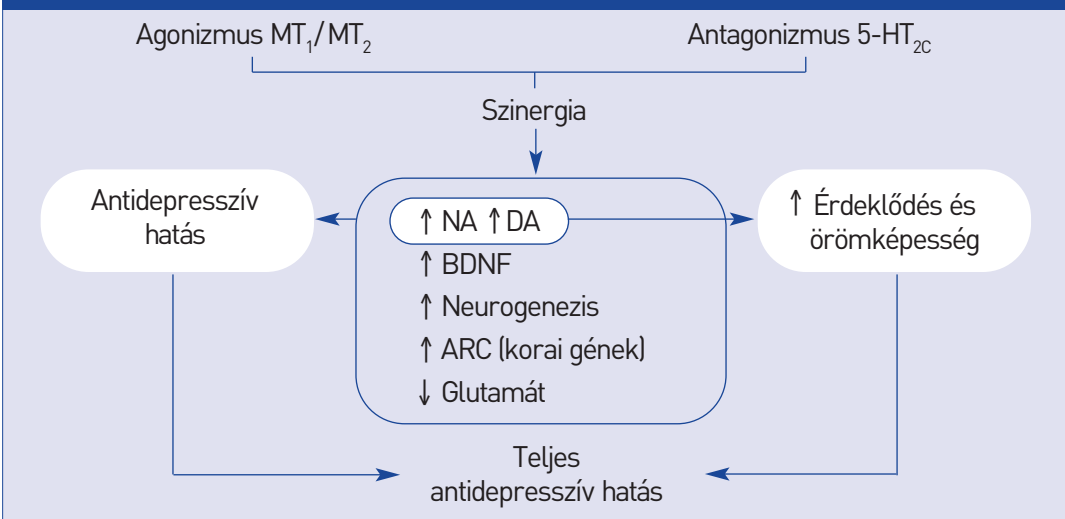 Agonizmus MT₁/MT₂
Antagonizmus 5-HT₂C
Szinergia
Antidepresszív
hatás
↑ NA ↑ DA
↑ BDNF
↑ Neurogenezis
↑ ARC (korai gének)
↓ Glutamát
↑ Érdeklődés és
örömképesség
Teljes
antidepresszív hatás